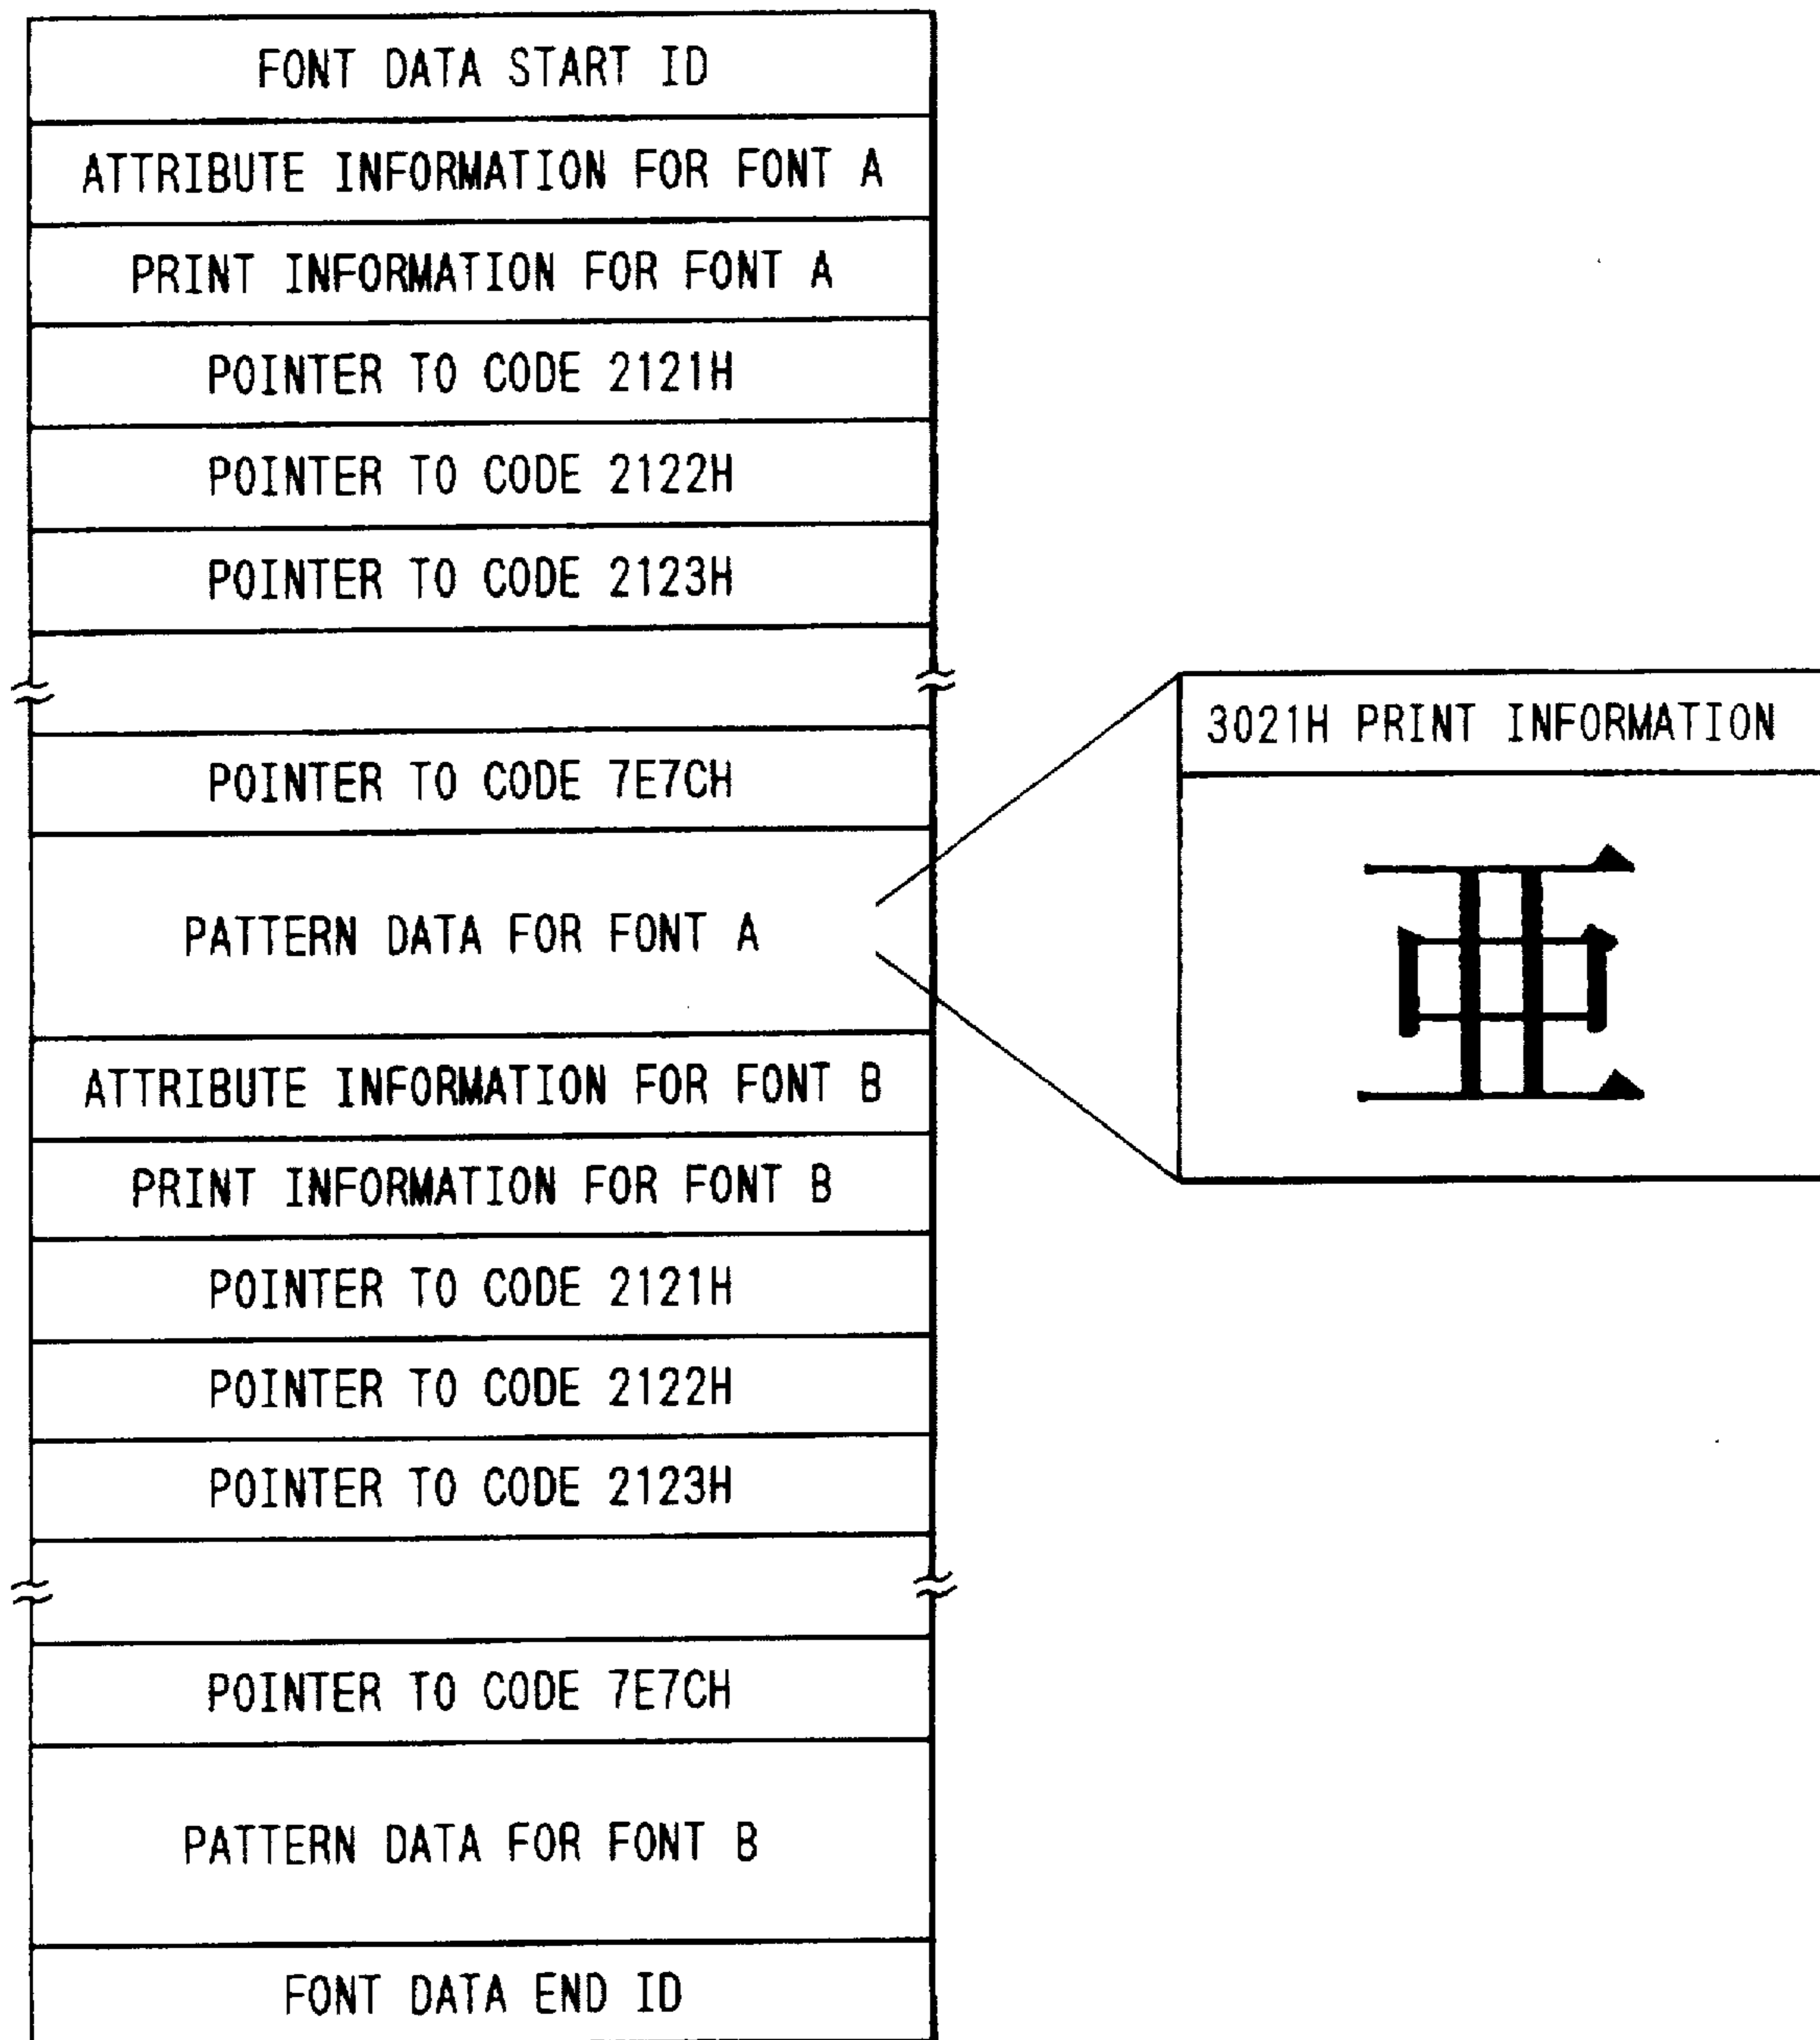 FONT DATA START ID
ATTRIBUTE INFORMATION FOR FONT A
PRINT INFORMATION FOR FONT A
POINTER TO CODE 2121H
POINTER TO CODE 2122H
POINTER TO CODE 2123H
POINTER TO CODE 7E7CH
PATTERN DATA FOR FONT A
ATTRIBUTE INFORMATION FOR FONT B
PRINT INFORMATION FOR FONT B
POINTER TO CODE 2121H
POINTER TO CODE 2122H
POINTER TO CODE 2123H
POINTER TO CODE 7E7CH
PATTERN DATA FOR FONT B
FONT DATA END ID
3021H PRINT INFORMATION
亜